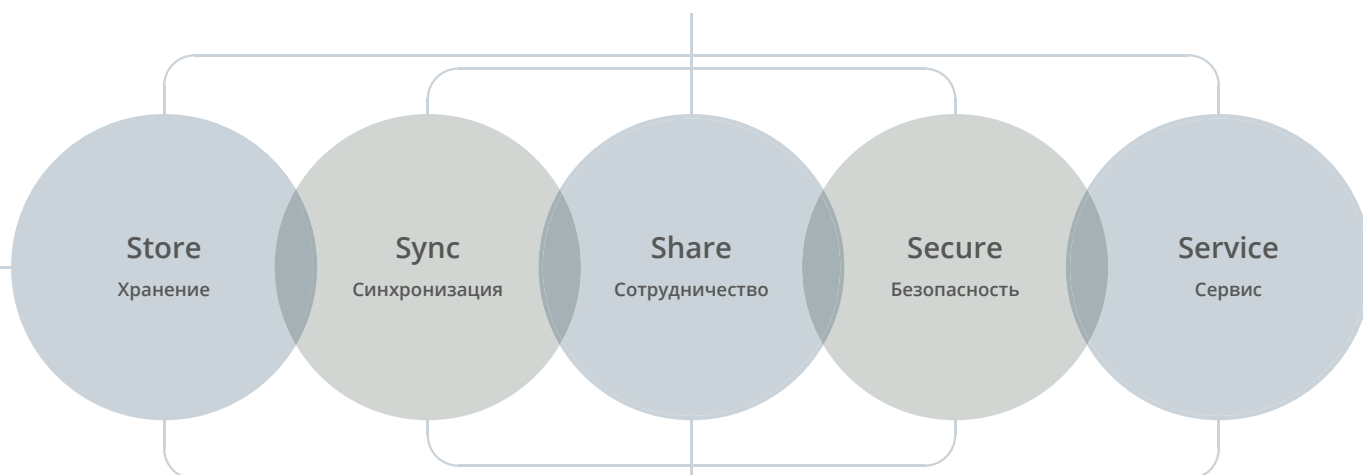 Store
Хранение
Sync
Синхронизация
Share
Сотрудничество
Secure
Безопасность
Service
Сервис